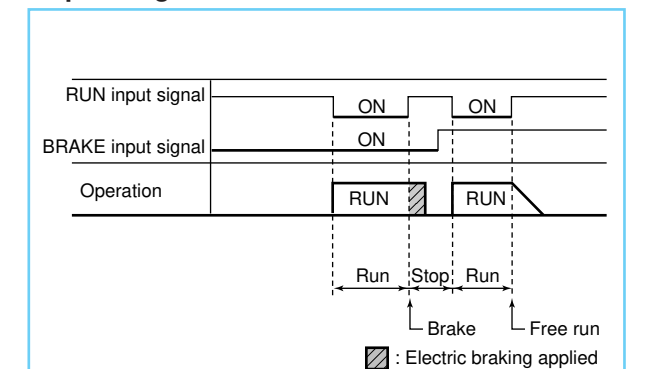 RUN input signal
ON
ON
BRAKE input signal
ON
Operation
RUN
RUN
Run
Stop
Run
Brake
Free run
: Electric braking applied